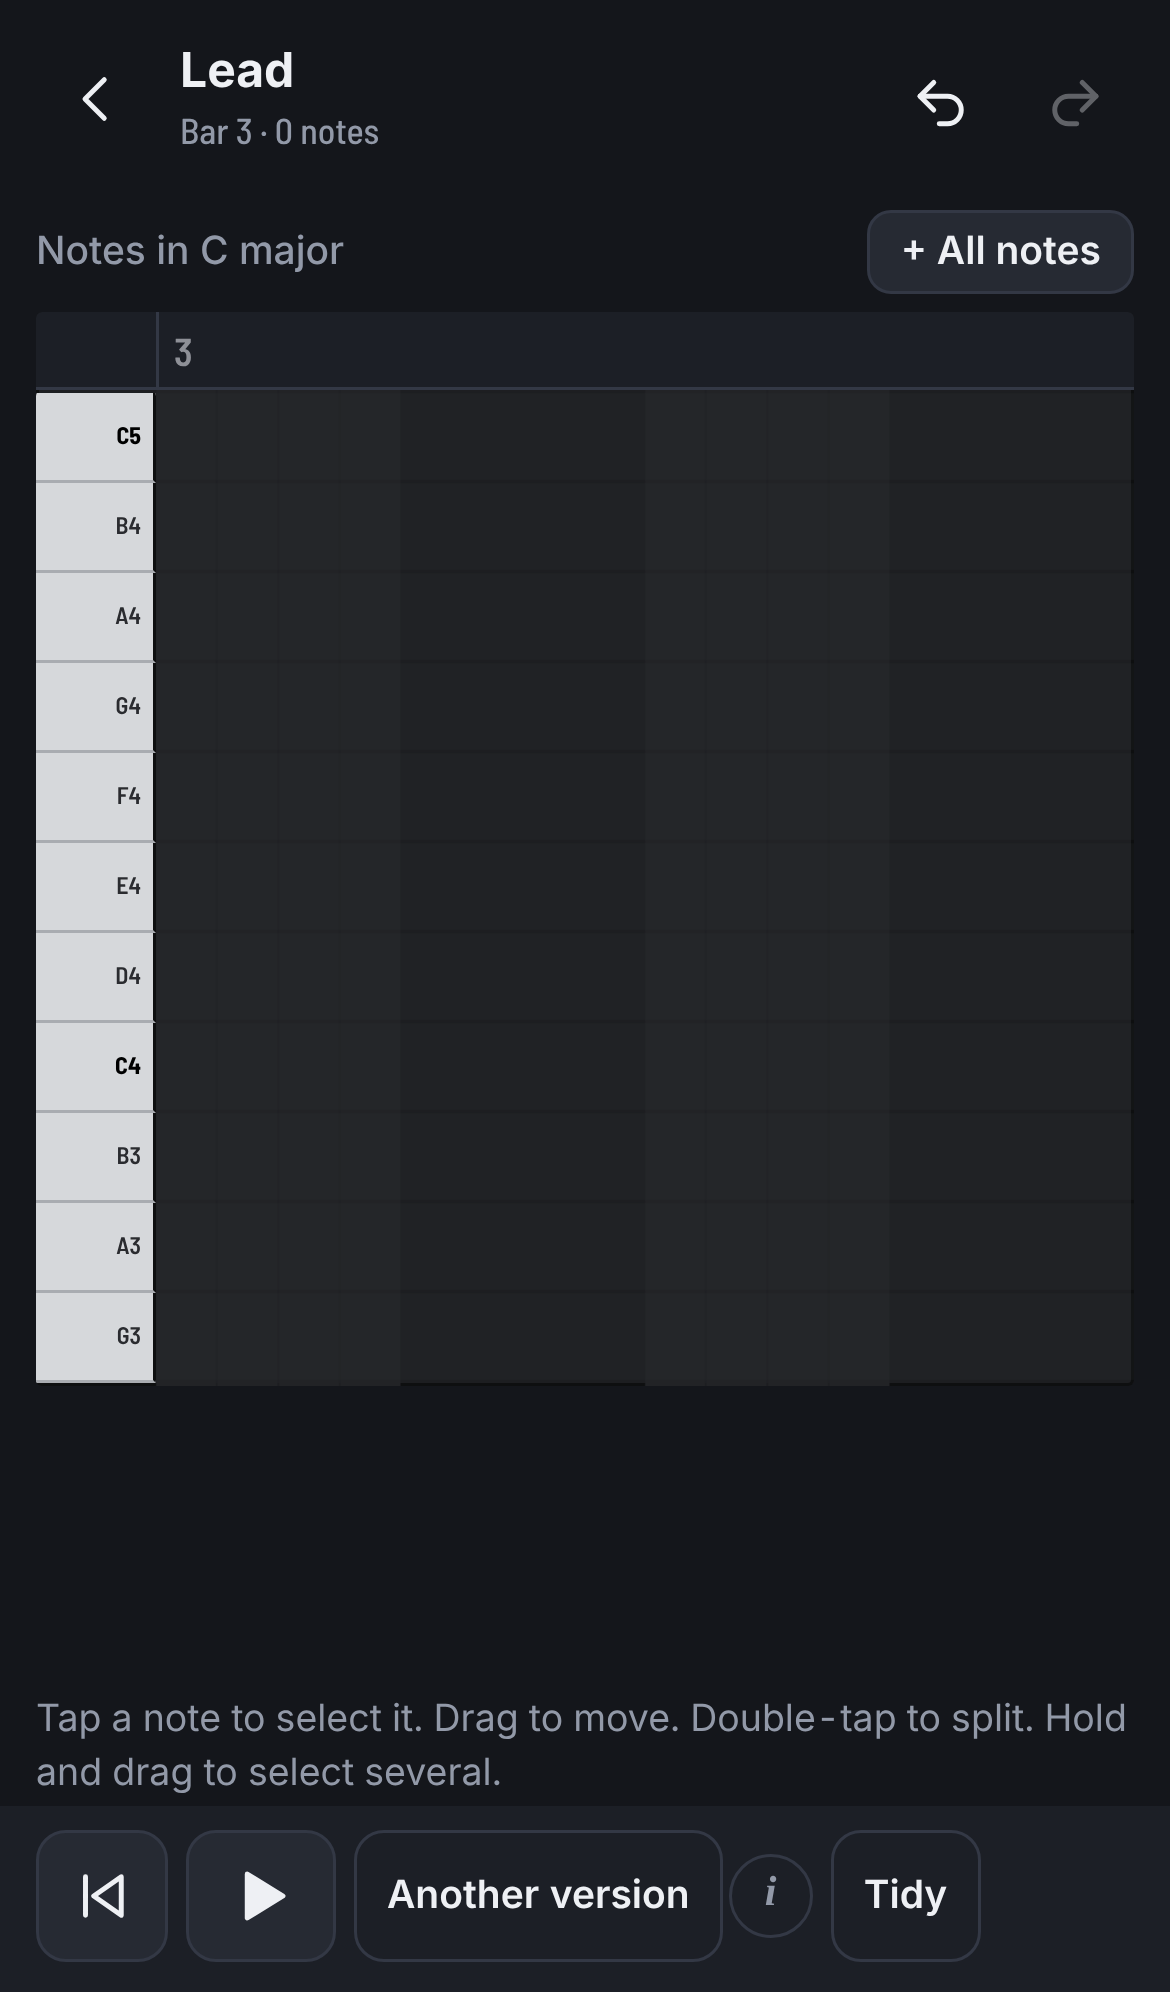 Lead
Bar 3 · 0 notes
Notes in C major
+ All notes
3
C5
B4
A4
G4
F4
E4
D4
C4
B3
A3
G3
Tap a note to select it. Drag to move. Double-tap to split. Hold
and drag to select several.
Another version
i
Tidy